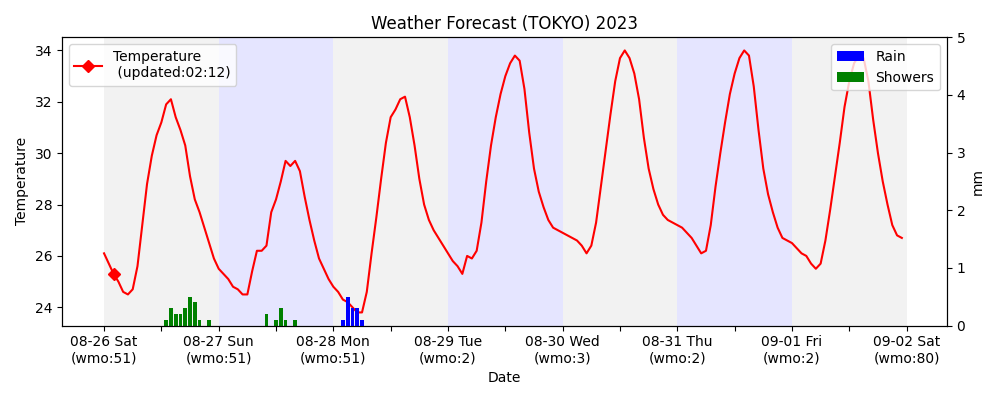 Weather Forecast (TOKYO) 2023
Temperature
(updated:02:12)
Rain
Showers
Temperature
34
32
30
28
26
24
5
4
3
2
1
0
mm
08-26 Sat 08-27 Sun 08-28 Mon 08-29 Tue 08-30 Wed 08-31 Thu 09-01 Fri 09-02 Sat
(wmo:51) (wmo:51) (wmo:51) (wmo:2) (wmo:3) (wmo:2) (wmo:2) (wmo:80)
Date